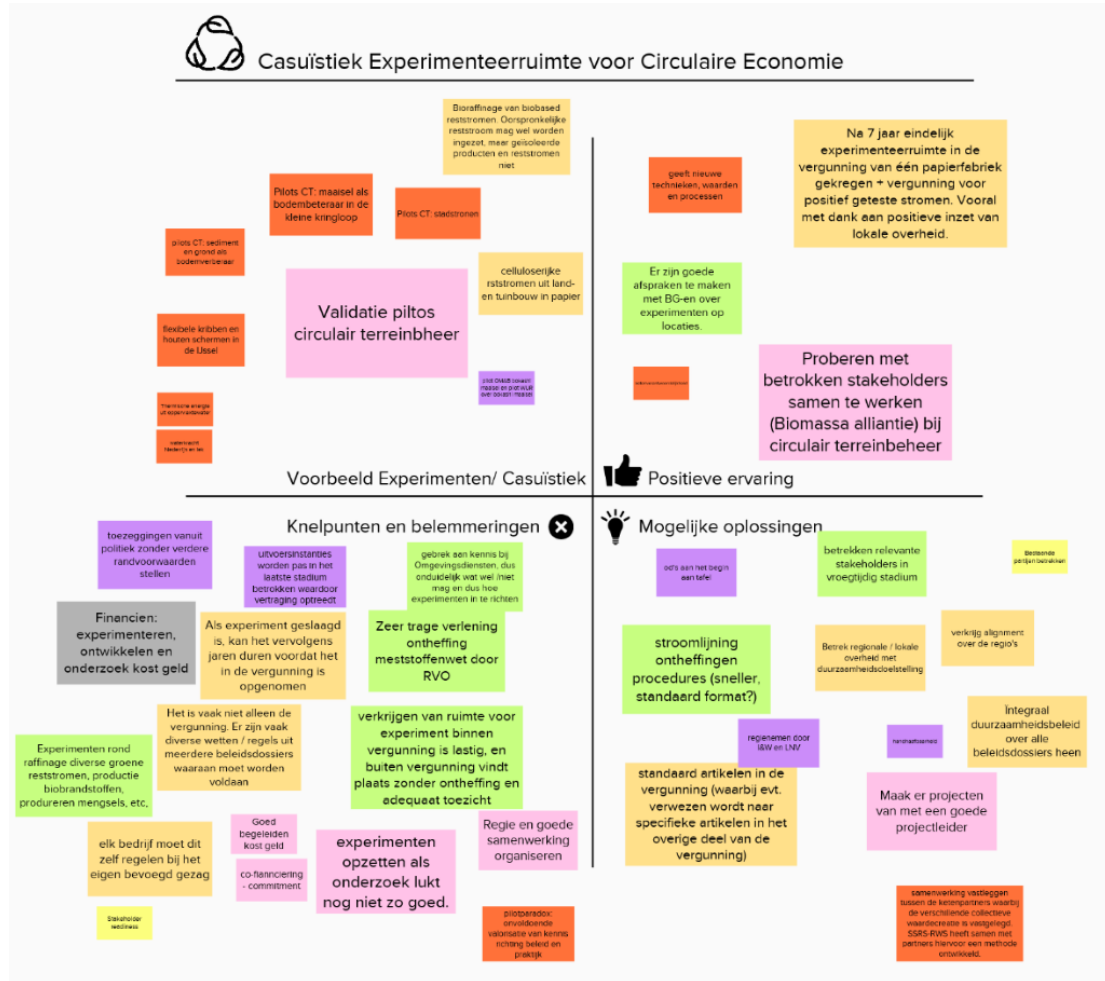 Casuïstiek Experimenteerruimte voor Circulaire Economie
Bioraffinage van biobased
reststromen. Oorspronkelijke
reststroom mag wel worden
ingezet, maar geïsoleerde
producten en reststromen
niet
Pilots CT: maaisel als
bodembeteraar in de
kleine kringloop
Pilots CT: stadstronen
pilots CT: sediment
en grond als
bodemverbeteraar
celluloserijke
rststromen uit land-
en tuinbouw in papier
Validatie piltos
circulair terreinbheer
flexibele kribben en
houten schermen in
de IJssel
Thermische energie
uit oppervlaktewater
Voorbeeld Experimenten/ Casuïstiek
geeft nieuwe
technieken, waarden
en processen
Na 7 jaar eindelijk
experimenteerruimte in de
vergunning van één papierfabriek
gekregen + vergunning voor
positief geteste stromen. Vooral
met dank aan positieve inzet van
lokale overheid.
Er zijn goede
afspraken te maken
met BG-en over
experimenten op
locaties.
Proberen met
betrokken stakeholders
samen te werken
(Biomassa alliantie) bij
circulair terreinbeheer
Positieve ervaring
Knelpunten en belemmeringen
toezeggingen vanuit
politiek zonder verdere
randvoorwaarden
stellen
uitvoersinstanties
worden pas in het
laatste stadium
betrokken waardoor
vertraging optreedt
gebrek aan kennis bij
Omgevingsdiensten, dus
onduidelijk wat wel /niet
mag en dus hoe
experimenten in te richten
Financien:
experimenteren,
ontwikkelen en
onderzoek kost geld
Als experiment geslaagd
is, kan het vervolgens
jaren duren voordat het
in de vergunning is
opgenomen
Zeer trage verlening
ontheffing
meststoffenwet door
RVO
Het is vaak niet alleen de
vergunning. Er zijn vaak
diverse wetten / regels uit
meerdere beleidsdossiers
waaraan moet worden
voldaan
verkrijgen van ruimte voor
experiment binnen
vergunning is lastig, en
buiten vergunning vindt
plaats zonder ontheffing en
adequaat toezicht
Experimenten rond
raffinage diverse groene
reststromen, productie
biobrandstoffen,
produreren mengsels, etc,
elk bedrijf moet dit
zelf regelen bij het
eigen bevoegd gezag
Goed
begeleiden
kost geld
co-fiannciering
- commitment
experimenten
opzetten als
onderzoek lukt
nog niet zo goed.
Regie en goede
samenwerking
organiseren
Stakeholder
readiness
pilotparadox:
onvoldoende
valorisatie van kennis
richting beleid en
praktijk
Mogelijke oplossingen
od's aan het begin
aan tafel
betrekken relevante
stakeholders in
vroegtijdig stadium
Bestaande
partijen betrekken
stroomlijning
ontheffingen
procedures (sneller,
standaard format?)
Betrek regionale / lokale
overheid met
duurzaamheidsdoelstelling
verkrijg alignment
over de regio's
regienemen door
I&W en LNV
Integraal
duurzaamheidsbeleid
over alle
beleidsdossiers heen
standaard artikelen in de
vergunning (waarbij evt.
verwezen wordt naar
specifieke artikelen in het
overige deel van de
vergunning)
Maak er projecten
van met een goede
projectleider
samenwerking vastleggen
tussen de ketenpartners waarbij
de verschillende collectieve
waardecreatie is vastgelegd.
SSRS-RWS heeft samen met
partners hiervoor een methode
ontwikkeld.